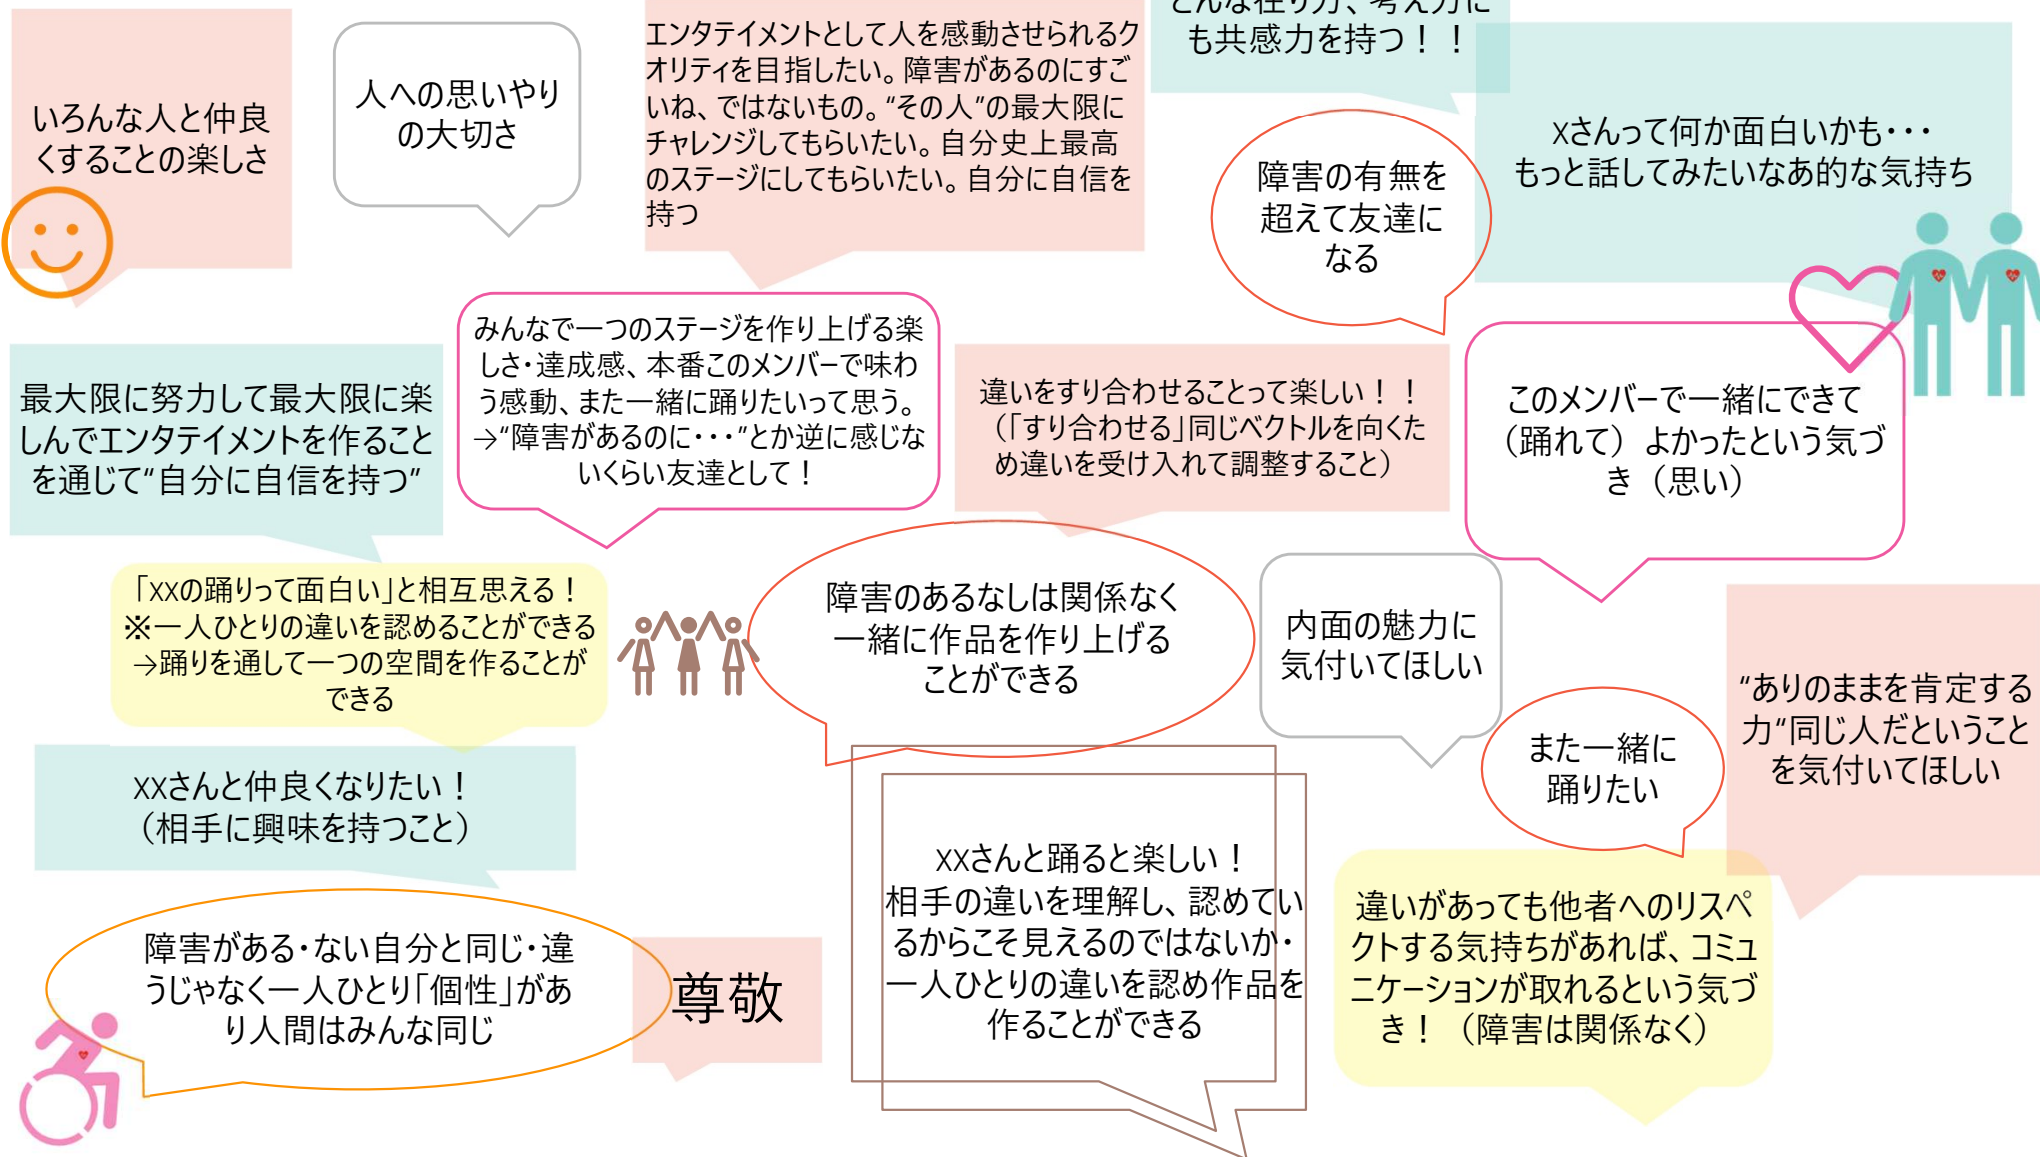 いろんな人と仲良
くすることの楽しさ
人への思いやり
の大切さ
エンタテイメントとして人を感動させられるク
オリティを目指したい。障害があるのにすご
いね、ではないもの。“その人”の最大限に
チャレンジしてもらいたい。自分史上最高
のステージにしてもらいたい。自分に自信を
持つ
どんな在り方、考え方に
も共感力を持つ！！
障害の有無を
超えて友達に
なる
Xさんって何か面白いかも・・・
もっと話してみたいなあ的な気持ち
最大限に努力して最大限に楽
しんでエンタテイメントを作ること
を通じて“自分に自信を持つ”
みんなで一つのステージを作り上げる楽
しさ・達成感、本番このメンバーで味わ
う感動、また一緒に踊りたいって思う。
→“障害があるのに・・・”とか逆に感じな
いくらい友達として！
違いをすり合わせることって楽しい！！
（「すり合わせる」同じベクトルを向くた
め違いを受け入れて調整すること）
このメンバーで一緒にできて
（踊れて）よかったという気づ
き（思い）
「XXの踊りって面白い」と相互思える！
※一人ひとりの違いを認めることができる
→踊りを通して一つの空間を作ることが
できる
障害のあるなしは関係なく
一緒に作品を作り上げる
ことができる
内面の魅力に
気付いてほしい
“ありのままを肯定する
力“同じ人だということ
を気付いてほしい
また一緒に
踊りたい
XXさんと仲良くなりたい！
（相手に興味を持つこと）
XXさんと踊ると楽しい！
相手の違いを理解し、認めてい
るからこそ見えるのではないか・
一人ひとりの違いを認め作品を
作ることができる
違いがあっても他者へのリスペ
クトする気持ちがあれば、コミュ
ニケーションが取れるという気づ
き！（障害は関係なく）
障害がある・ない自分と同じ・違
うじゃなく一人ひとり「個性」があ
り人間はみんな同じ
尊敬